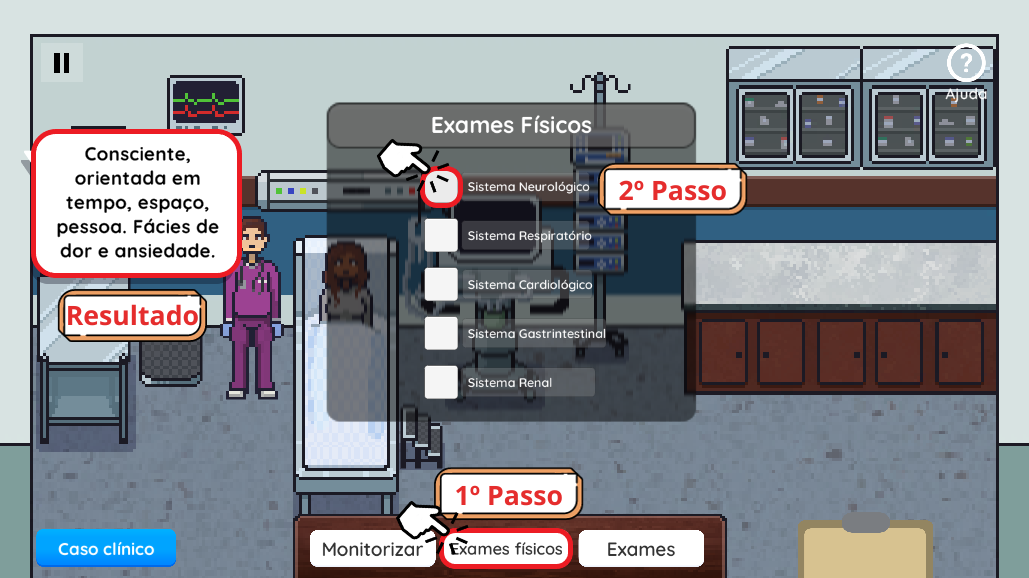 ?
Ajuda
Exames Físicos
Consciente,
orientada em
tempo, espaço,
pessoa. Fácies de
dor e ansiedade.
Resultado
Sistema Neurológico
2º Passo
Sistema Respiratório
Sistema Cardiológico
Sistema Gastrintestinal
Sistema Renal
1º Passo
Caso clínico
Monitorizar
Exames físicos
Exames